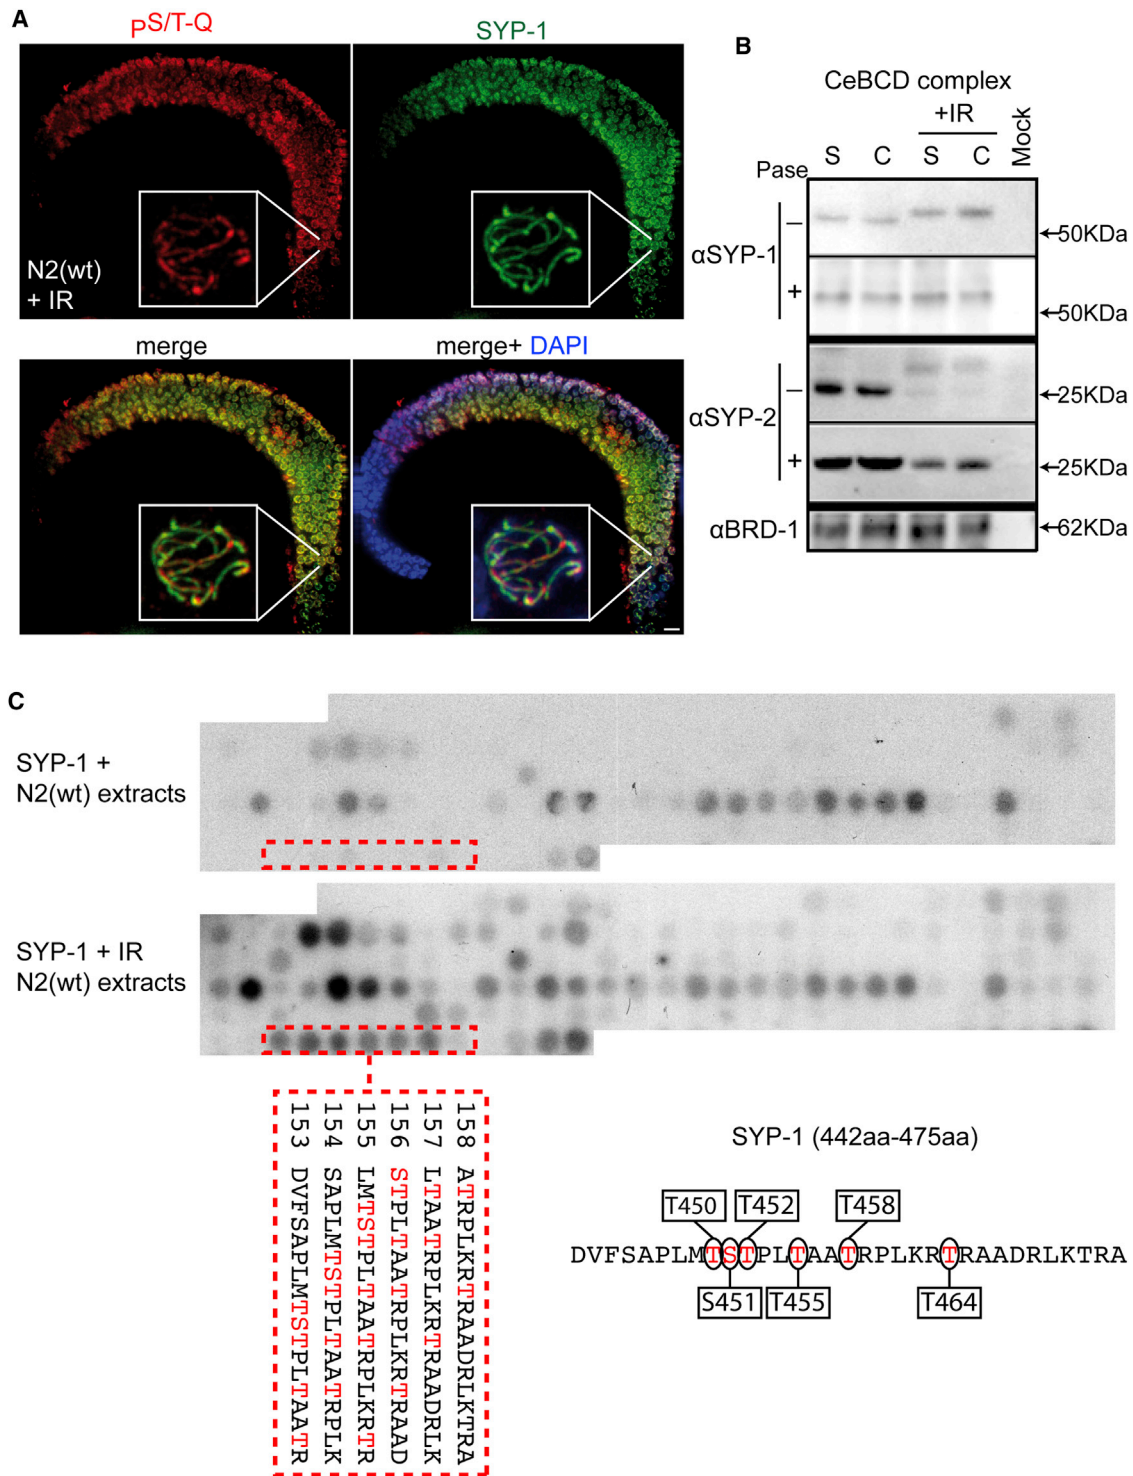 A
pS/T-Q
SYP-1
N2(wt)
+ IR
merge
merge+ DAPI
B
CeBCD complex
+IR
Mock
S C S C
Pase
αSYP-1
−
50KDa
+
50KDa
αSYP-2
−
25KDa
+
25KDa
αBRD-1
62KDa
C
SYP-1 +
N2(wt) extracts
SYP-1 + IR
N2(wt) extracts
153 DVFSAPLMTSTPLTAATR
154 SAPLMTSTPLTAATRPLK
155 LMTSTPLTAATRPLKRTR
156 STPLTAATRPLKRTRAAD
157 LTAATRPLKRTRAADRLK
158 ATRPLKRTRAADRLKTRA
SYP-1 (442aa-475aa)
T450 T452 T458
DVFSAPLMTSTPLTAATRPLKRTRAADRLKTRA
S451 T455 T464